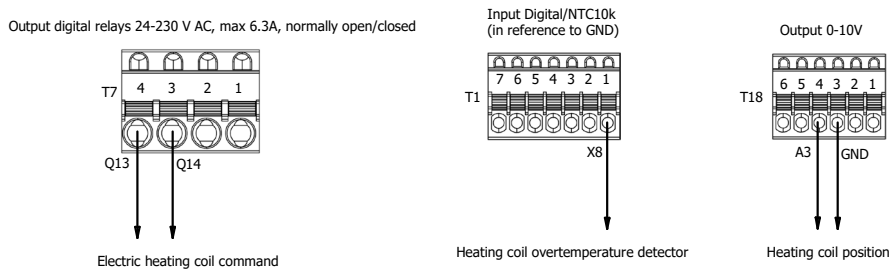 Output digital relays 24-230 V AC, max 6.3A, normally open/closed
T7 4 3 2 1
Q13 Q14
Electric heating coil command
Input Digital/NTC10k
(in reference to GND)
T1 7 6 5 4 3 2 1
X8
Heating coil overtemperature detector
Output 0-10V
T18 6 5 4 3 2 1
A3 GND
Heating coil position